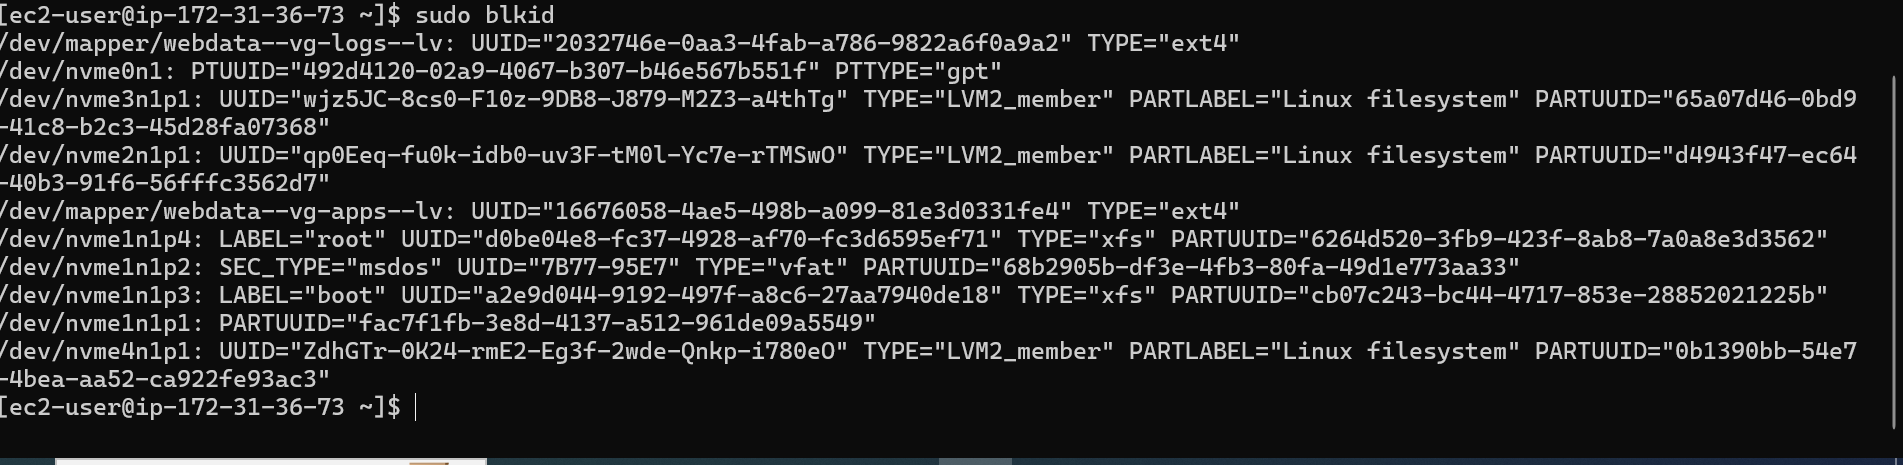 [ec2-user@ip-172-31-36-73 ~]$ sudo blkid
/dev/mapper/webdata--vg-logs--lv: UUID="2032746e-0aa3-4fab-a786-9822a6f0a9a2" TYPE="ext4"
/dev/nvme0n1: PTUUID="492d4120-02a9-4067-b307-b46e567b551f" PTTYPE="gpt"
/dev/nvme3n1p1: UUID="wjz5JC-8cs0-F10z-9DB8-J879-M2Z3-a4thTg" TYPE="LVM2_member" PARTLABEL="Linux filesystem" PARTUUID="65a07d46-0bd9
-41c8-b2c3-45d28fa07368"
/dev/nvme2n1p1: UUID="qp0Eeq-fu0k-idb0-uv3F-tM0l-Yc7e-rTMSwO" TYPE="LVM2_member" PARTLABEL="Linux filesystem" PARTUUID="d4943f47-ec64
-40b3-91f6-56fffc3562d7"
/dev/mapper/webdata--vg-apps--lv: UUID="16676058-4ae5-498b-a099-81e3d0331fe4" TYPE="ext4"
/dev/nvme1n1p4: LABEL="root" UUID="d0be04e8-fc37-4928-af70-fc3d6595ef71" TYPE="xfs" PARTUUID="6264d520-3fb9-423f-8ab8-7a0a8e3d3562"
/dev/nvme1n1p2: SEC_TYPE="msdos" UUID="7B77-95E7" TYPE="vfat" PARTUUID="68b2905b-df3e-4fb3-80fa-49d1e773aa33"
/dev/nvme1n1p3: LABEL="boot" UUID="a2e9d044-9192-497f-a8c6-27aa7940de18" TYPE="xfs" PARTUUID="cb07c243-bc44-4717-853e-28852021225b"
/dev/nvme1n1p1: PARTUUID="fac7f1fb-3e8d-4137-a512-961de09a5549"
/dev/nvme4n1p1: UUID="ZdhGTr-0K24-rmE2-Eg3f-2wde-Qnkp-i780eO" TYPE="LVM2_member" PARTLABEL="Linux filesystem" PARTUUID="0b1390bb-54e7
-4bea-aa52-ca922fe93ac3"
[ec2-user@ip-172-31-36-73 ~]$